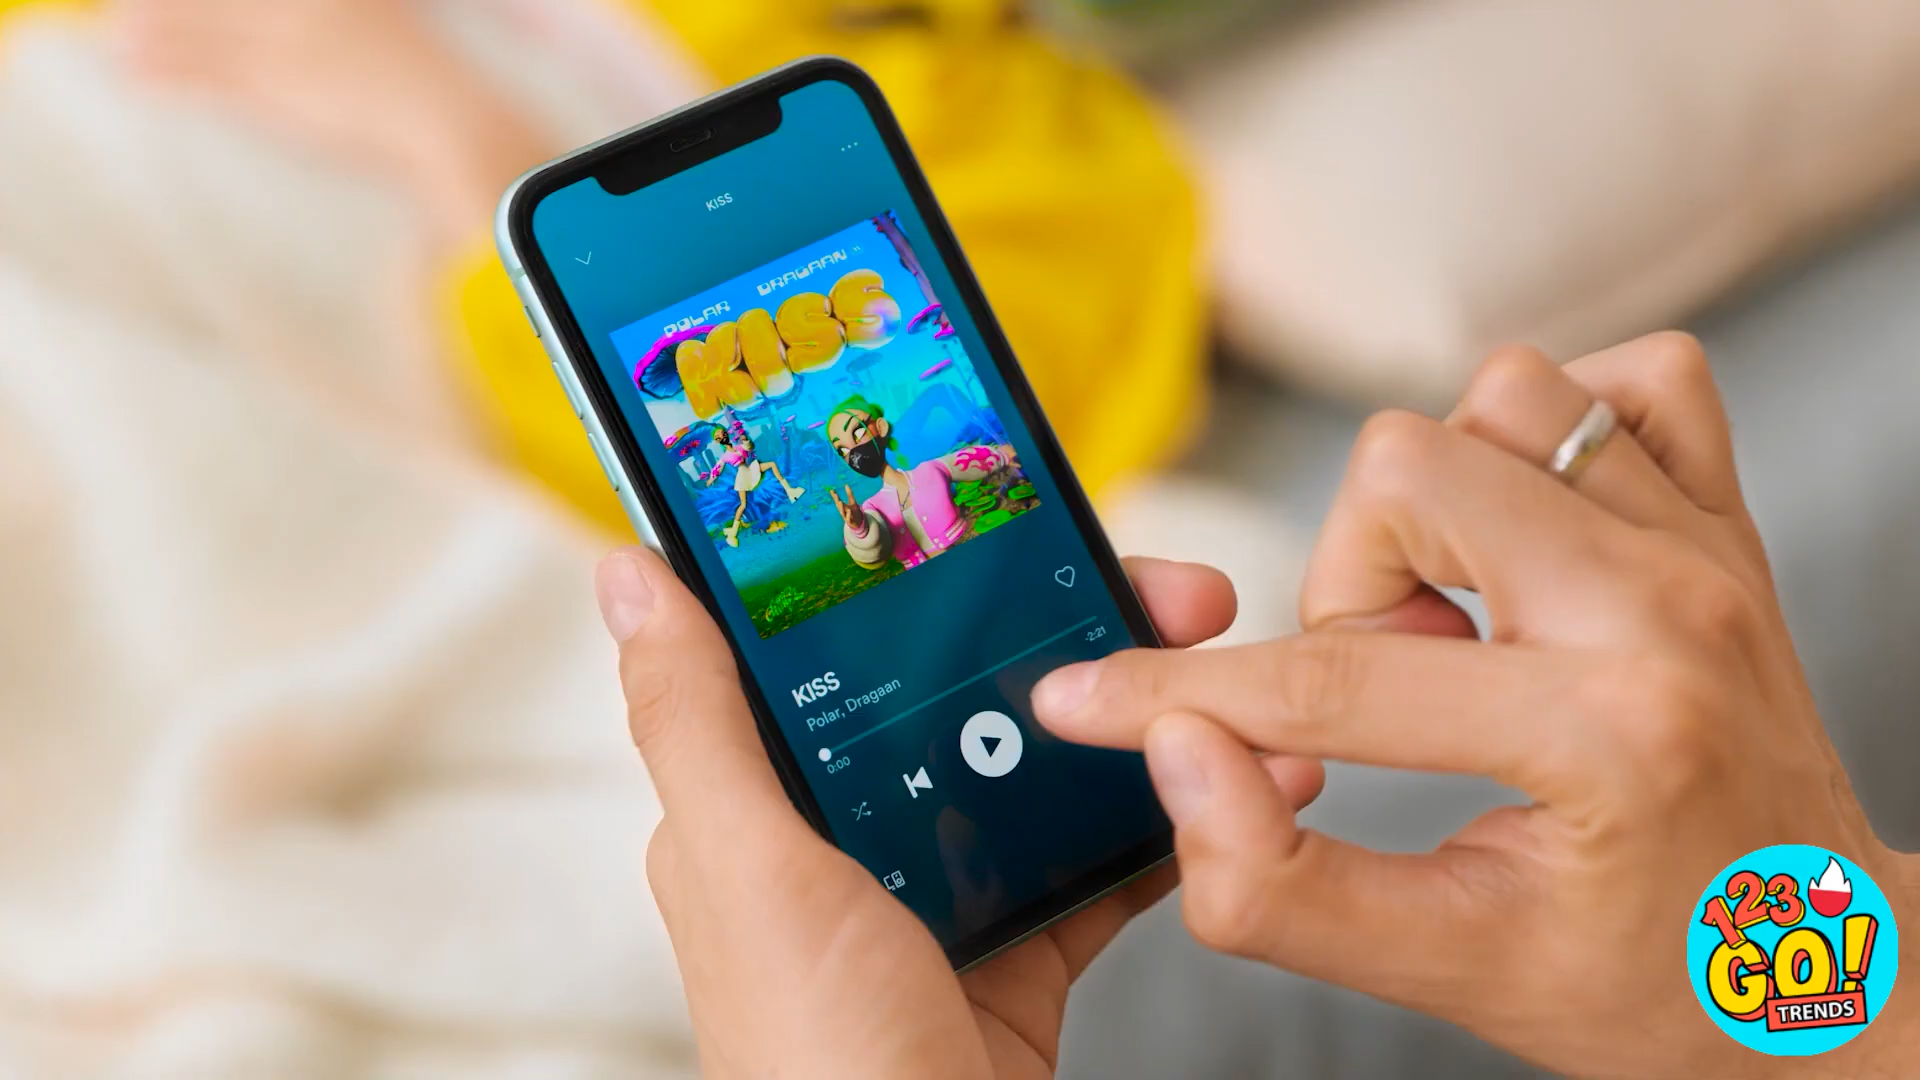 KISS
POLAR DRAGAAN
KISS
-2:21
KISS
Polar, Dragaan
0:00
123
GO!
TRENDS